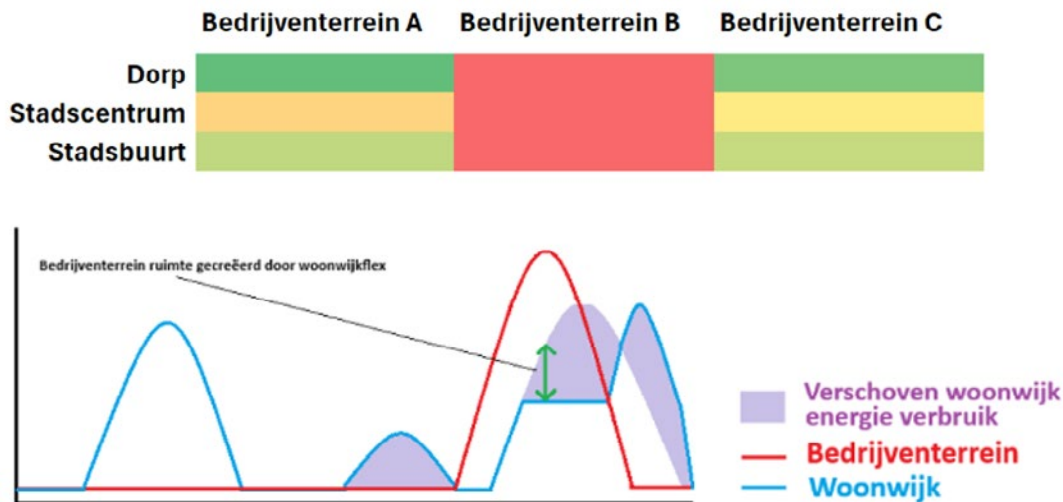 Bedrijventerrein A Bedrijventerrein B Bedrijventerrein C
Dorp
Stadscentrum
Stadsbuurt
Bedrijventerrein ruimte gecreëerd door woonwijkflex
Verschoven woonwijk
energie verbruik
Bedrijventerrein
Woonwijk